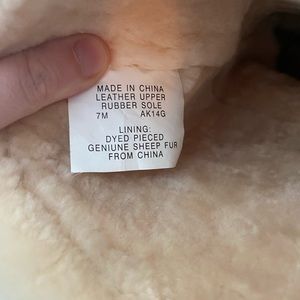 MADE IN CHINA
LEATHER UPPER
RUBBER SOLE
7M AK14G
LINING:
DYED PIECED
GENIUNE SHEEP FUR
FROM CHINA